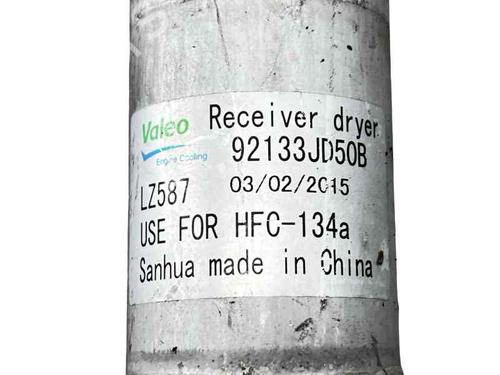 Valeo Receiver dryer
Engine Cooling 92133JD50B
LZ587 03/02/2015
USE FOR HFC-134a
Sanhua made in China